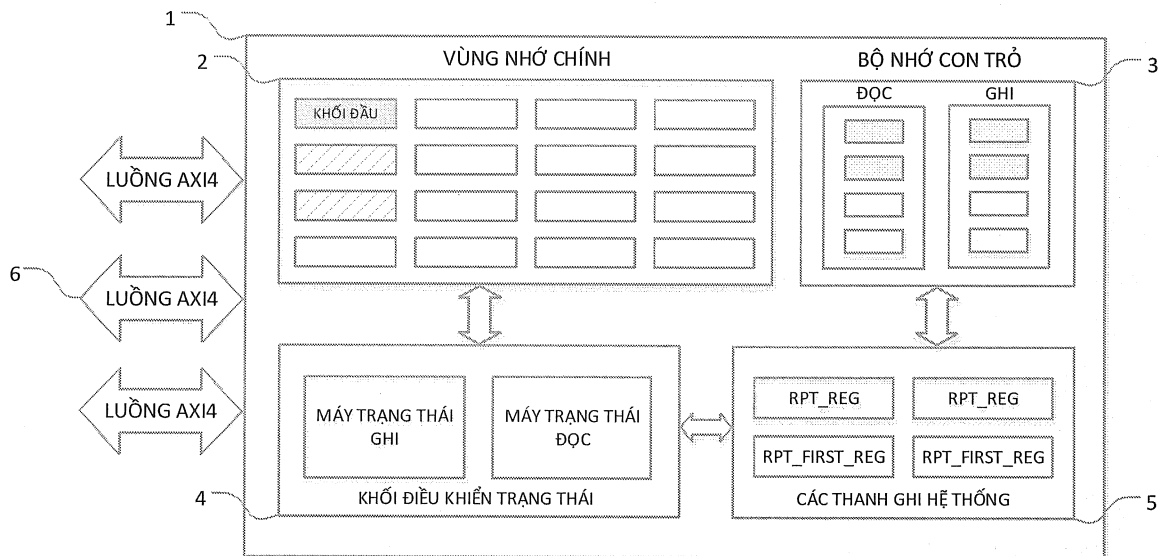 1
VÙNG NHỚ CHÍNH
BỘ NHỚ CON TRỎ
2
3
ĐỌC
GHI
KHỐI ĐẦU
LUỒNG AXI4
6
LUỒNG AXI4
LUỒNG AXI4
MÁY TRẠNG THÁI
GHI
MÁY TRẠNG THÁI
ĐỌC
RPT_REG
RPT_REG
RPT_FIRST_REG
RPT_FIRST_REG
4
KHỐI ĐIỀU KHIỂN TRẠNG THÁI
CÁC THANH GHI HỆ THỐNG
5